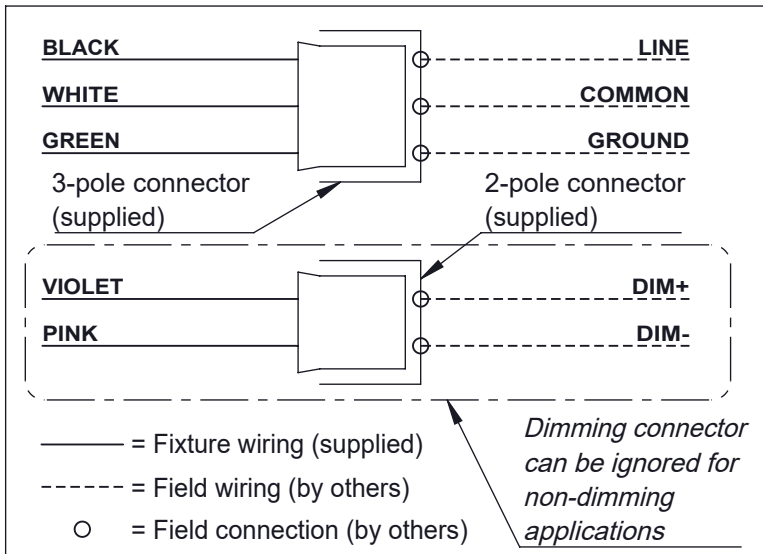 BLACK
LINE
WHITE
COMMON
GREEN
GROUND
3-pole connector
(supplied)
2-pole connector
(supplied)
VIOLET
DIM+
PINK
DIM-
= Fixture wiring (supplied)
= Field wiring (by others)
= Field connection (by others)
Dimming connector
can be ignored for
non-dimming
applications